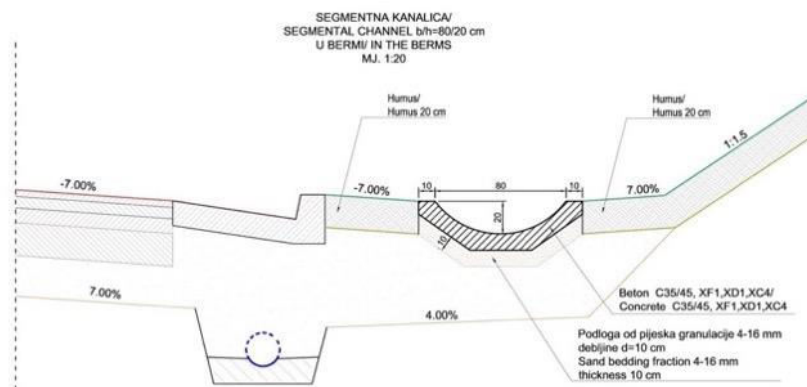 SEGMENTNA KANALICA/
SEGMENTAL CHANNEL b/h=80/20 cm
U BERMI/ IN THE BERMS
MJ. 1:20
Humus/
Humus 20 cm
Humus/
Humus 20 cm
1:1.5
-7.00%
-7.00%
10
80
10
7.00%
20
10
7.00%
4.00%
Beton C35/45, XF1,XD1,XC4/
Concrete C35/45, XF1,XD1,XC4
Podloga od pijeska granulacije 4-16 mm
debljine d=10 cm
Sand bedding fraction 4-16 mm
thickness 10 cm